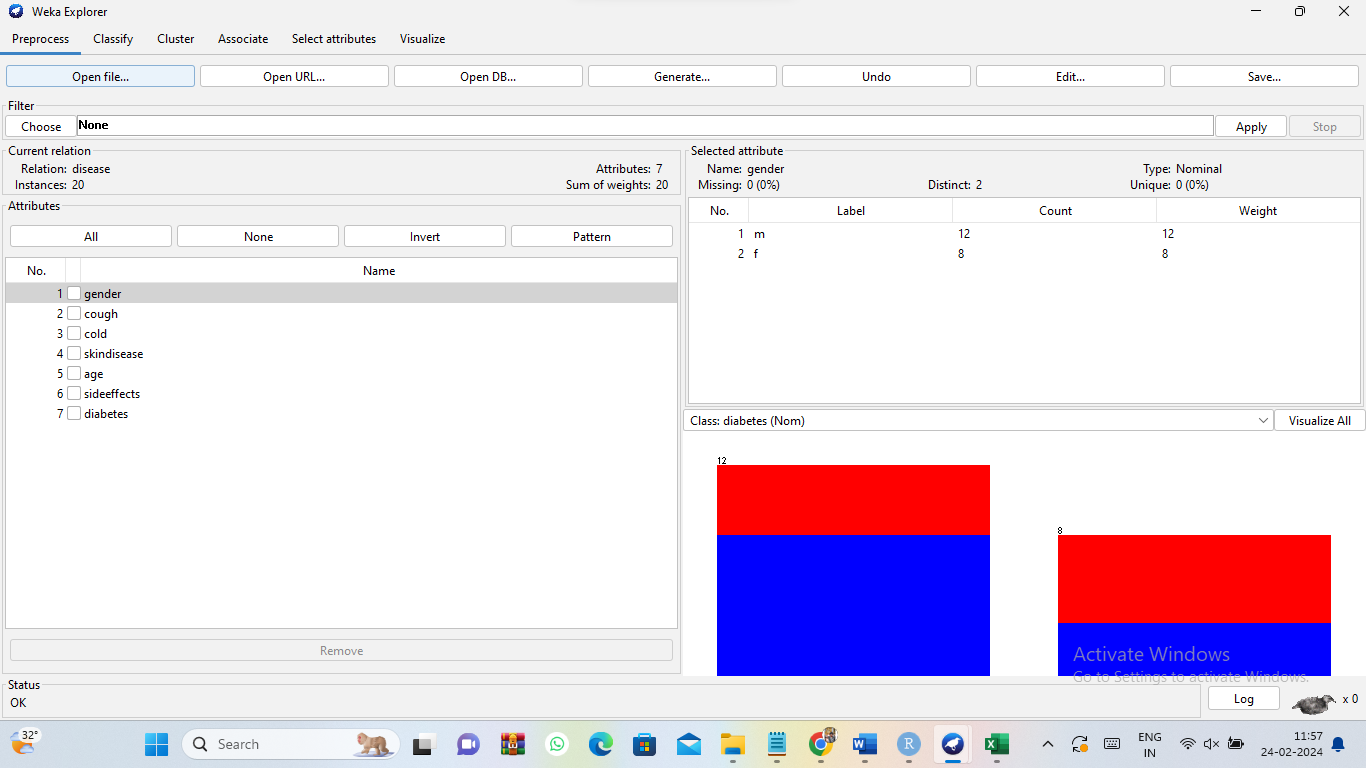 Weka Explorer
Preprocess Classify Cluster Associate Select attributes Visualize
Open file... Open URL... Open DB... Generate... Undo Edit... Save...
Filter
Choose None Apply Stop
Current relation
Relation: disease Attributes: 7
Instances: 20 Sum of weights: 20
Attributes
All None Invert Pattern
No. Name
1 gender
2 cough
3 cold
4 skindisease
5 age
6 sideeffects
7 diabetes
Remove
Selected attribute
Name: gender Type: Nominal
Missing: 0 (0%) Distinct: 2 Unique: 0 (0%)
No. Label Count Weight
1 m 12 12
2 f 8 8
Class: diabetes (Nom) Visualize All
12
8
Activate Windows
Go to Settings to activate Windows.
Status
OK
Log x 0
32°
Search
ENG
IN
11:57
24-02-2024